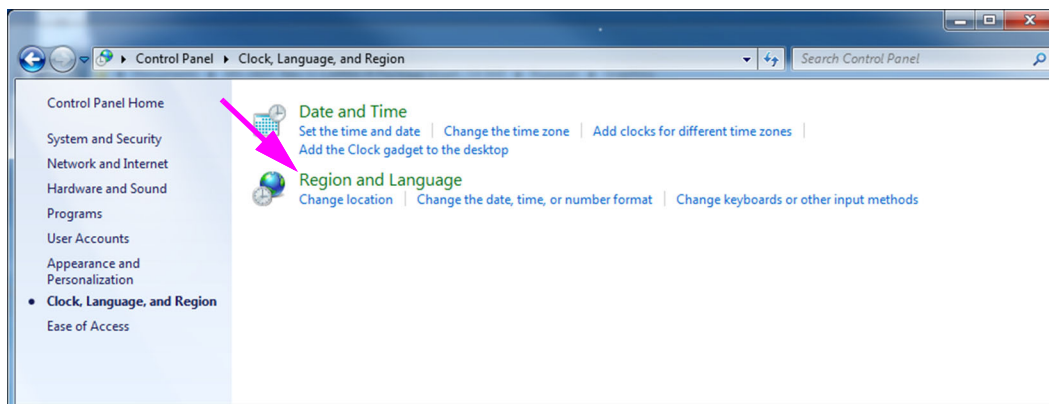 Control Panel Clock, Language, and Region
Search Control Panel
Control Panel Home
System and Security
Network and Internet
Hardware and Sound
Programs
User Accounts
Appearance and
Personalization
Clock, Language, and Region
Ease of Access
Date and Time
Set the time and date Change the time zone Add clocks for different time zones
Add the Clock gadget to the desktop
Region and Language
Change location Change the date, time, or number format Change keyboards or other input methods